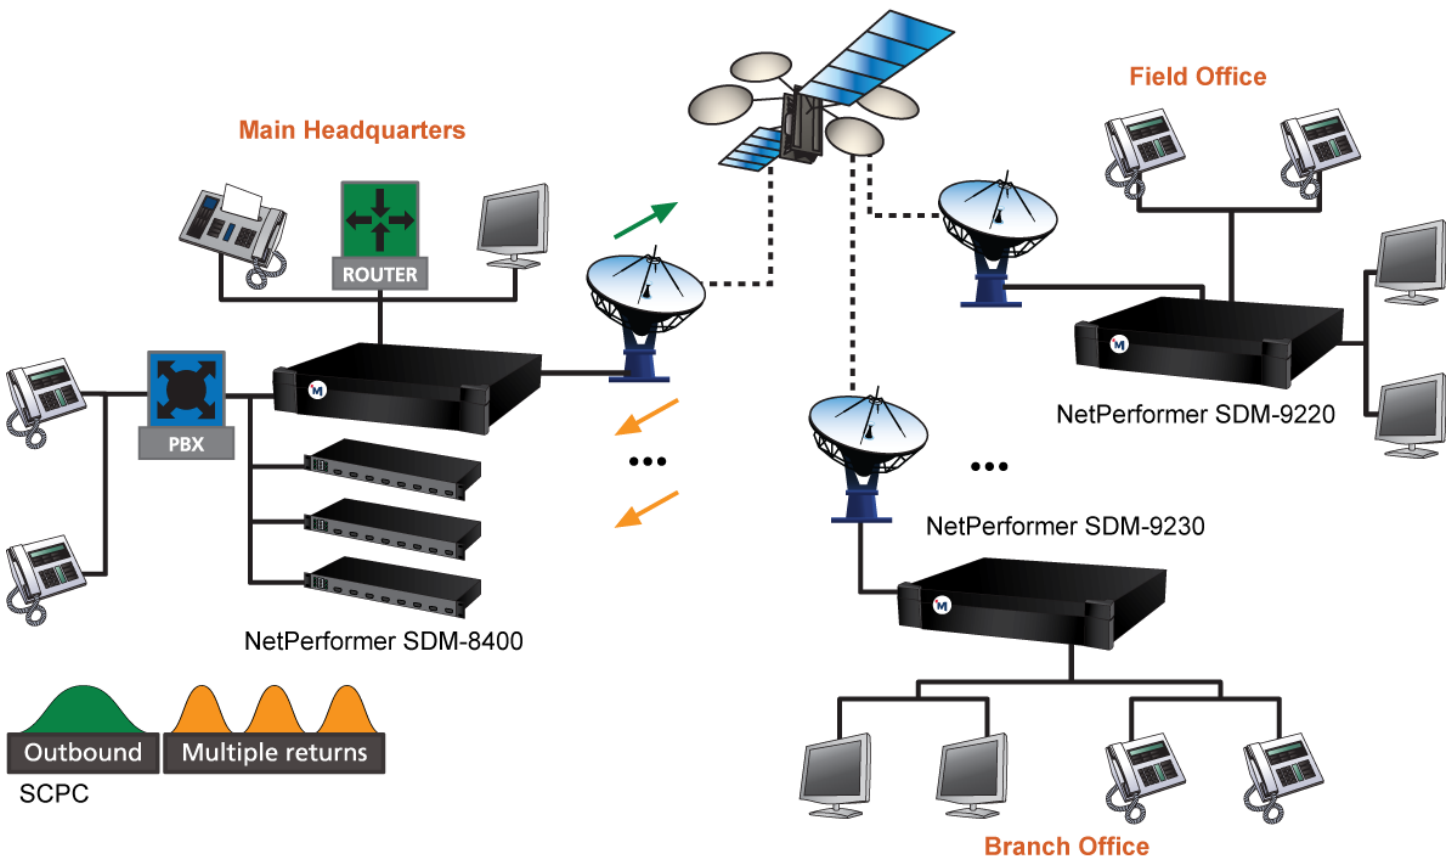 Field Office
Main Headquarters
ROUTER
PBX
NetPerformer SDM-9220
NetPerformer SDM-9230
NetPerformer SDM-8400
Outbound
Multiple returns
SCPC
Branch Office
M
M
M